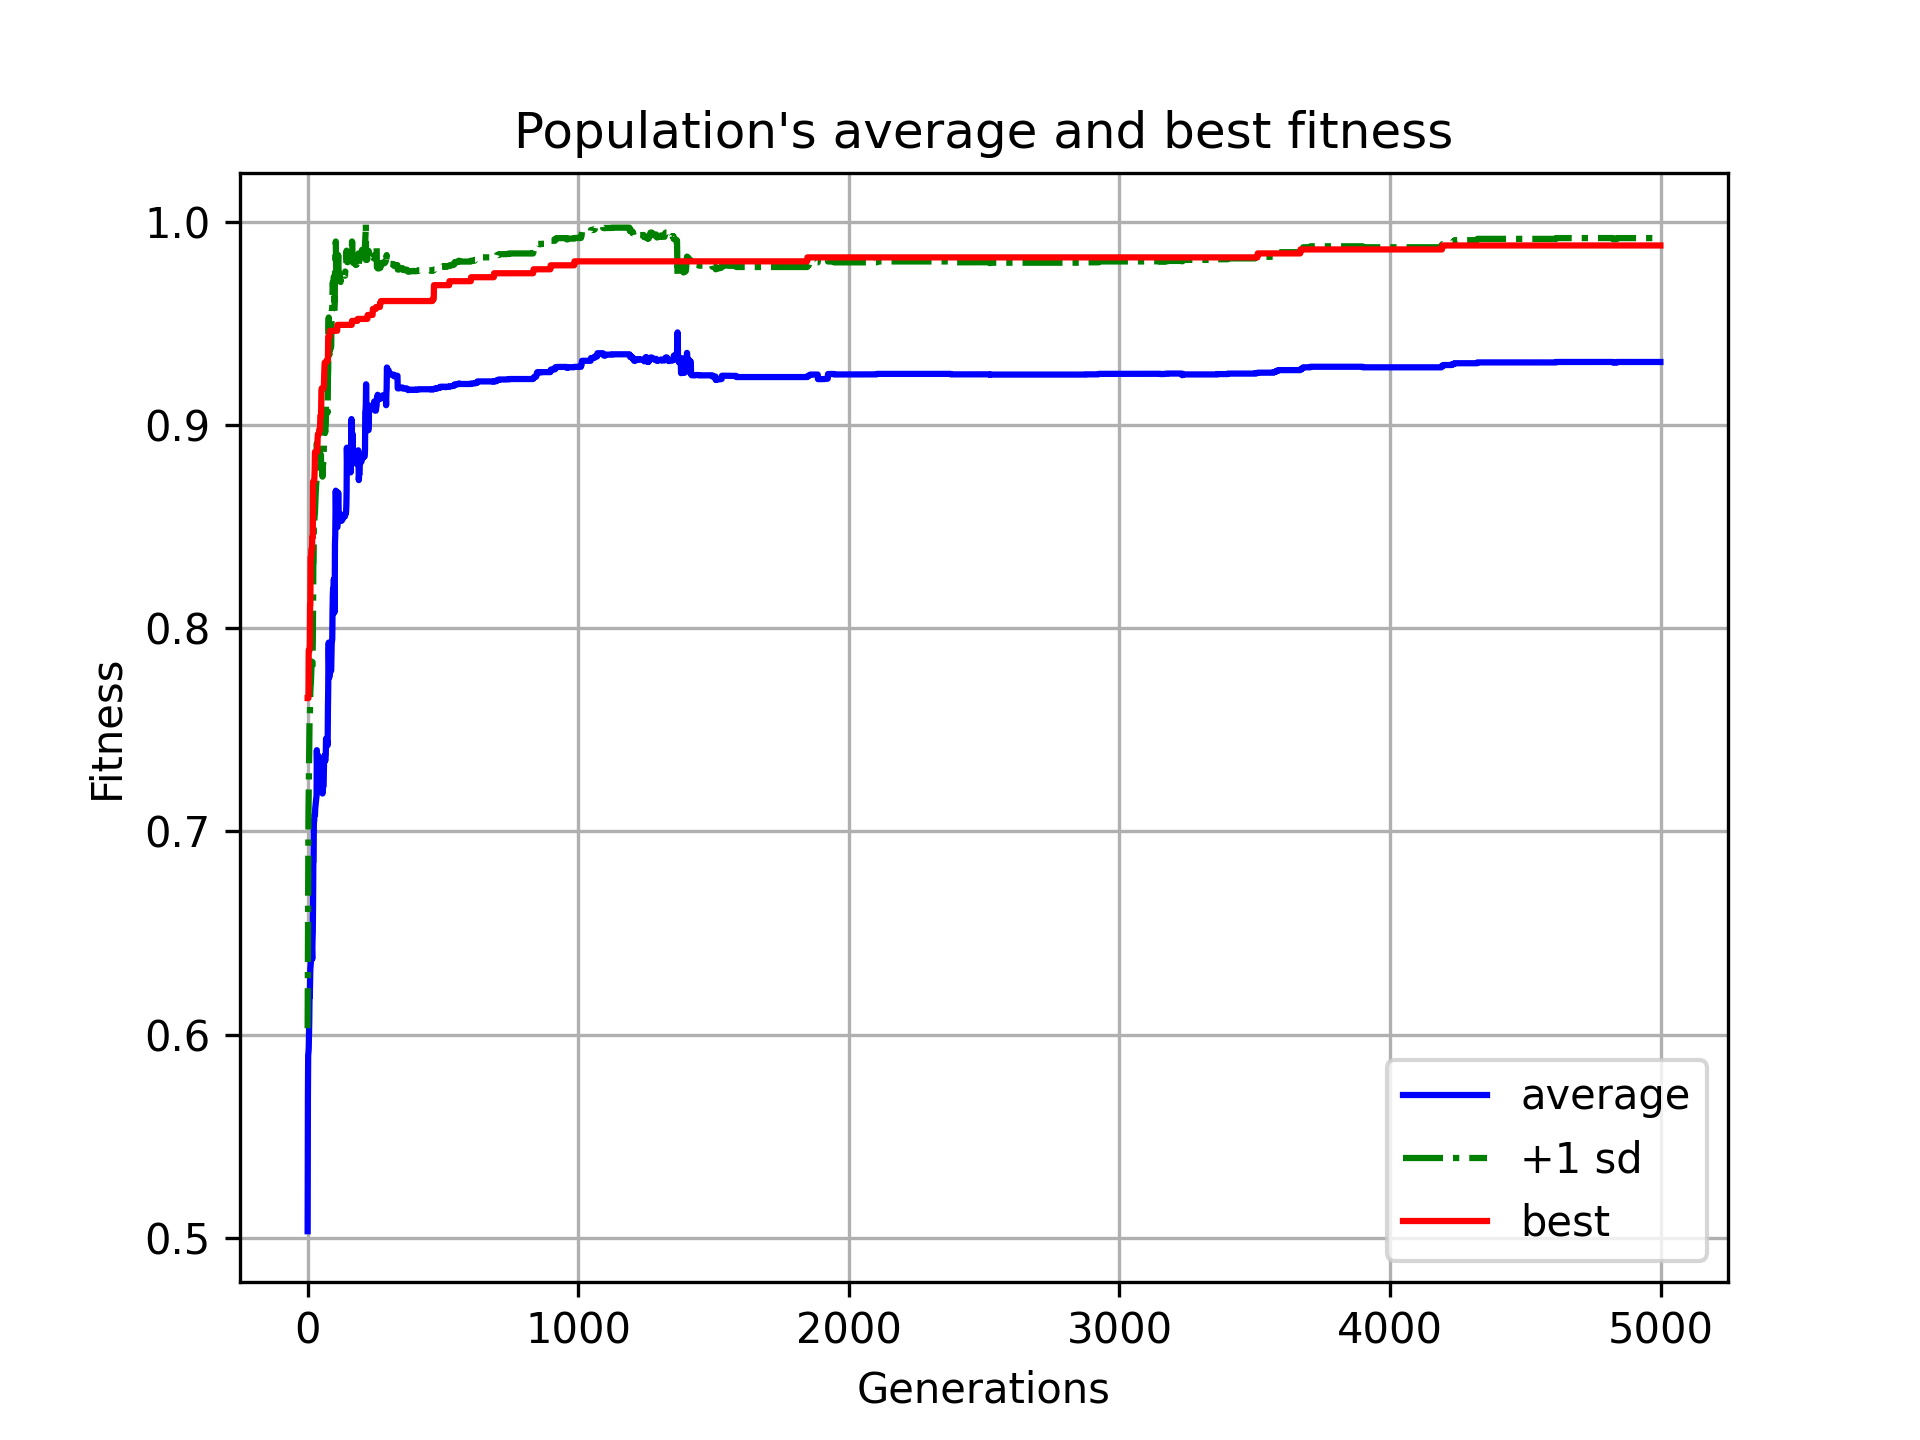 Population's average and best fitness
1.0
0.9
0.8
0.7
0.6
0.5
Fitness
0 1000 2000 3000 4000 5000
Generations
average
+1 sd
best